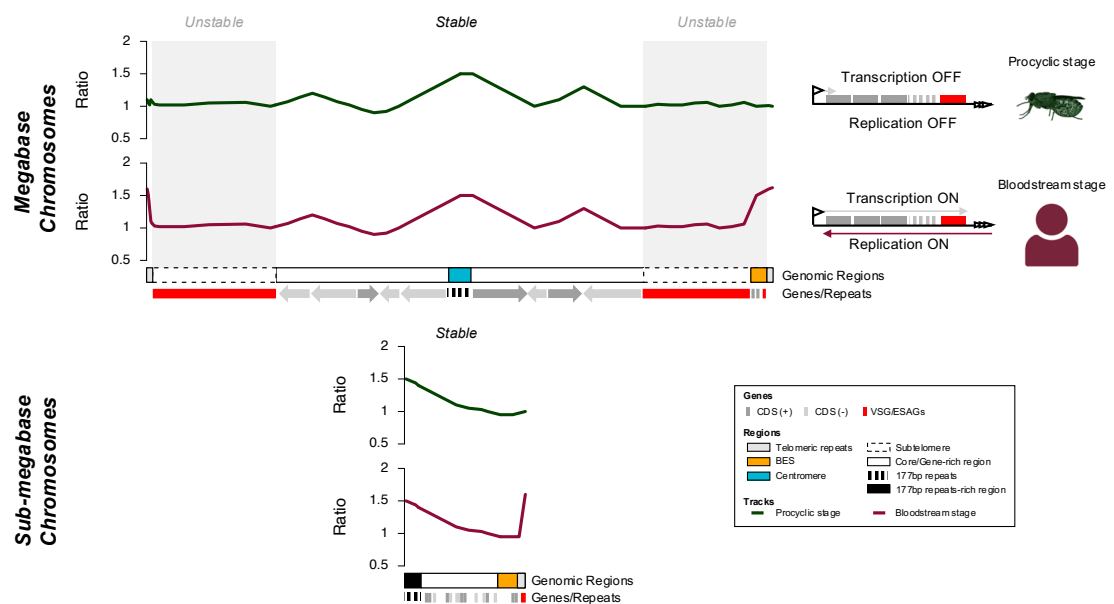 Unstable
Stable
Unstable
Megabase
Chromosomes
Ratio
2
1.5
1
0.5
Transcription OFF
Replication OFF
Procyclic stage
Ratio
2
1.5
1
0.5
Transcription ON
Replication ON
Bloodstream stage
Genomic Regions
Genes/Repeats
Stable
Sub-megabase
Chromosomes
Ratio
2
1.5
1
0.5
Ratio
2
1.5
1
0.5
Genomic Regions
Genes/Repeats
Genes
CDS (+)
CDS (-)
VSG/ESAGs
Regions
Telomeric repeats
Subtelomere
BES
Core/Gene-rich region
Centromere
177bp repeats
177bp repeats-rich region
Tracks
Procyclic stage
Bloodstream stage